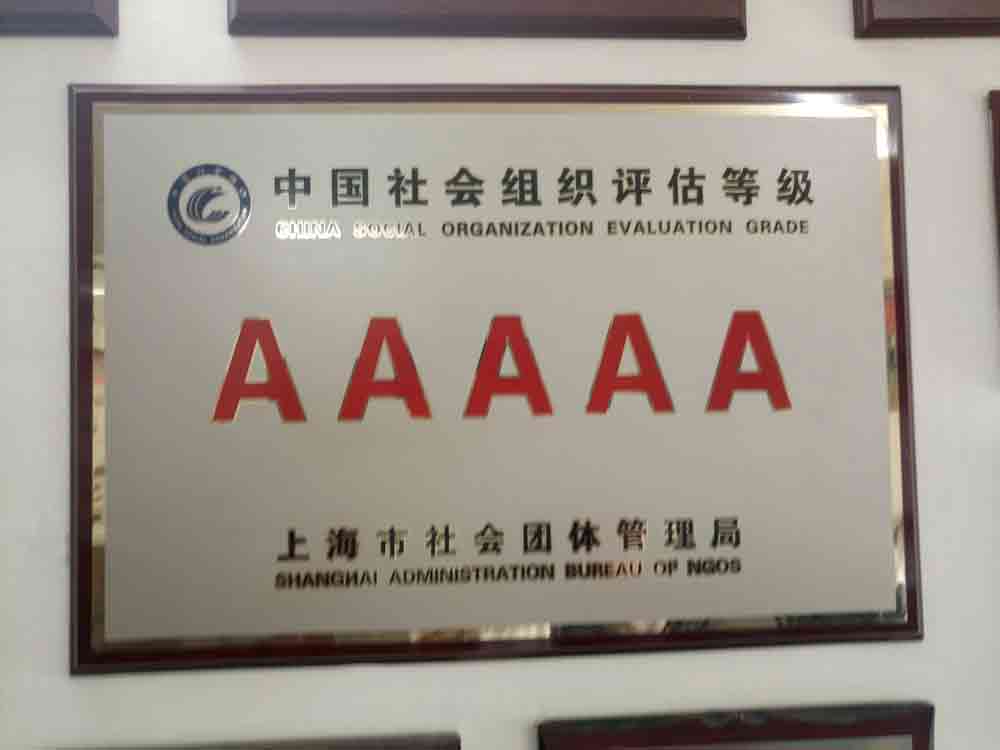 中国社会组织评估等级
CHINA SOCIAL ORGANIZATION EVALUATION GRADE
AAAAA
上海市社会团体管理局
SHANGHAI ADMINISTRATION BUREAU OF NGOS